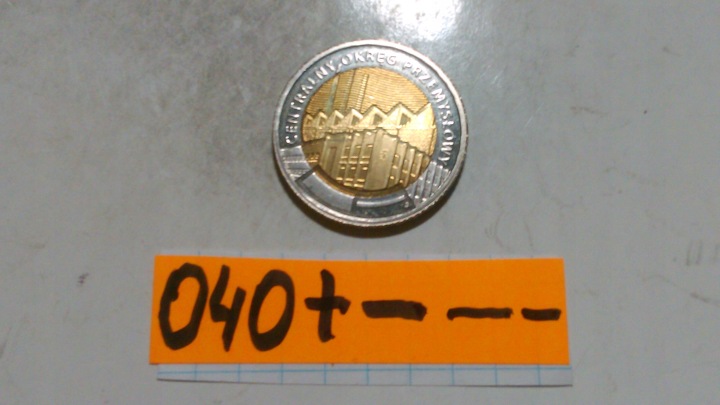 CENTRALNY OKRĘG PRZEMYSŁOWY
040+- --